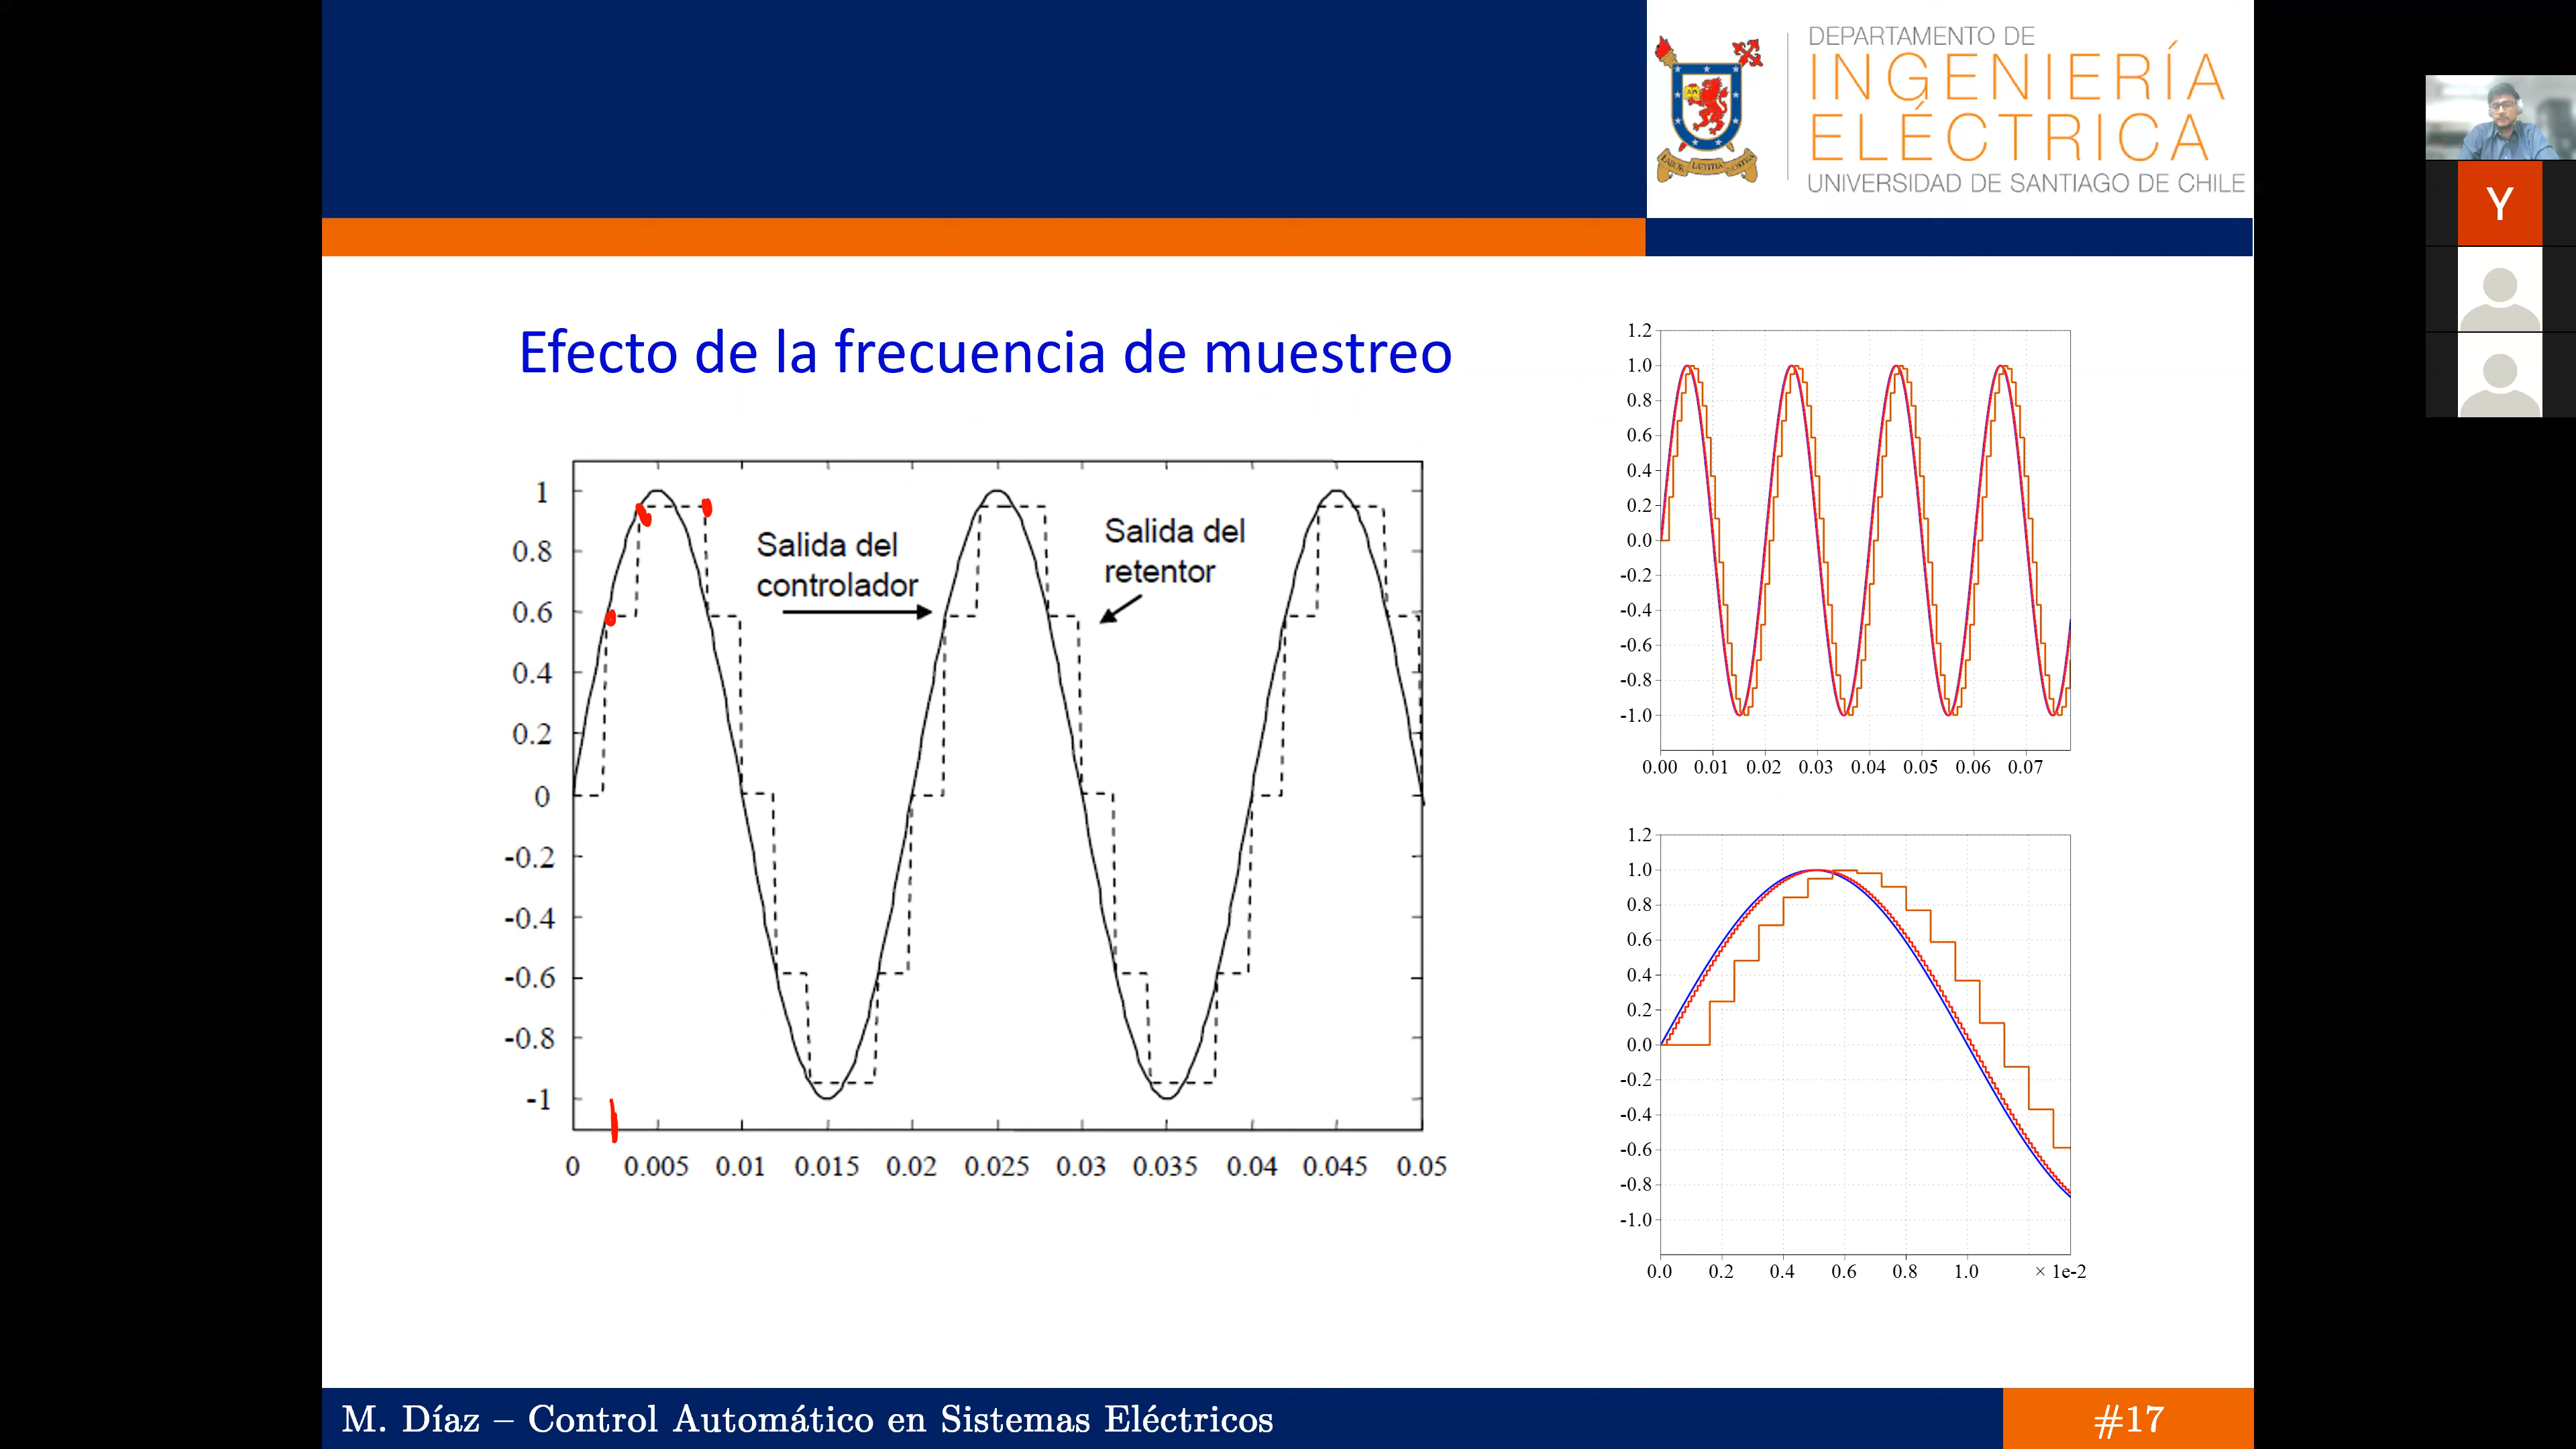 DEPARTAMENTO DE
INGENIERÍA
ELÉCTRICA
UNIVERSIDAD DE SANTIAGO DE CHILE
LABOR LÆTITIA NOSTRA
Y
Efecto de la frecuencia de muestreo
1
0.8
0.6
0.4
0.2
0
-0.2
-0.4
-0.6
-0.8
-1
0 0.005 0.01 0.015 0.02 0.025 0.03 0.035 0.04 0.045 0.05
Salida del
controlador
Salida del
retentor
1.2
1.0
0.8
0.6
0.4
0.2
0.0
-0.2
-0.4
-0.6
-0.8
-1.0
0.00 0.01 0.02 0.03 0.04 0.05 0.06 0.07
1.2
1.0
0.8
0.6
0.4
0.2
0.0
-0.2
-0.4
-0.6
-0.8
-1.0
0.0 0.2 0.4 0.6 0.8 1.0 × 1e-2
M. Díaz – Control Automático en Sistemas Eléctricos
#17